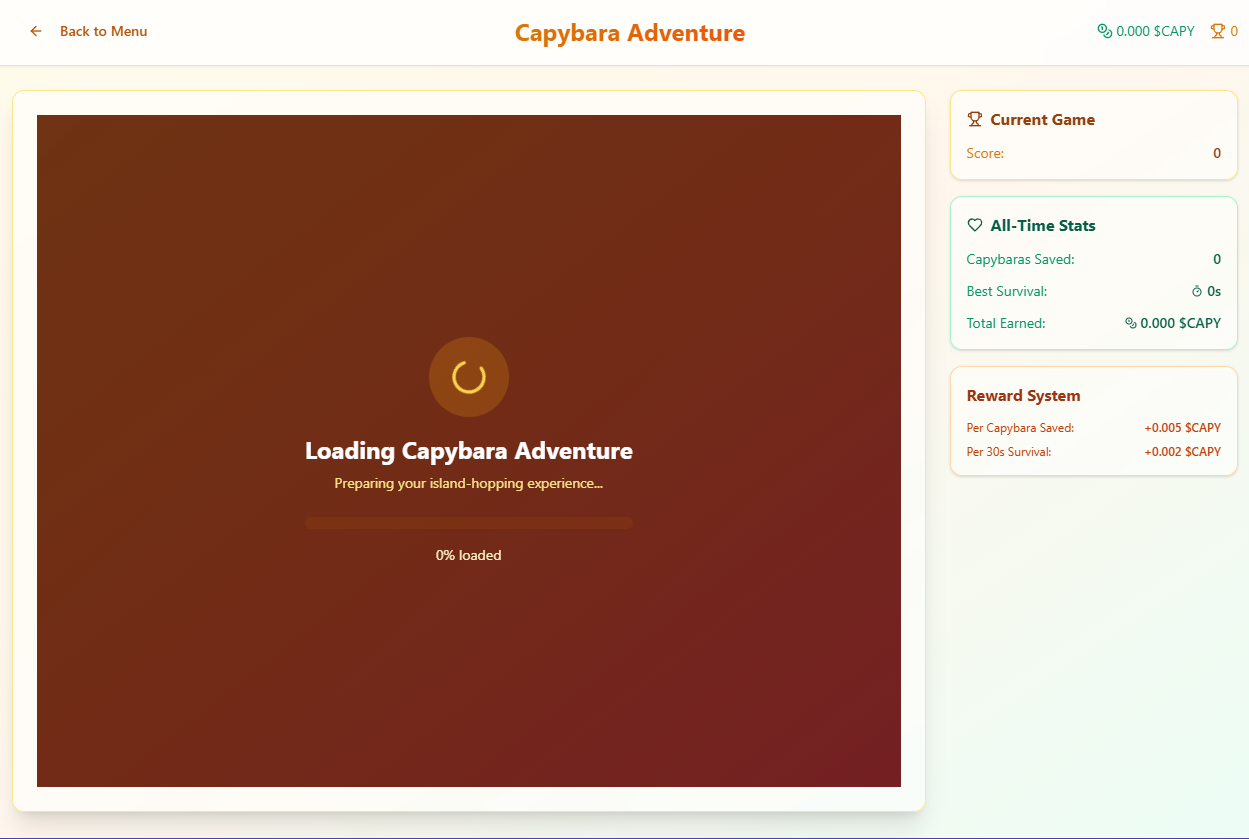 Back to Menu
Capybara Adventure
0.000 $CAPY
0
Loading Capybara Adventure
Preparing your island-hopping experience...
0% loaded
Current Game
Score: 0
All-Time Stats
Capybaras Saved: 0
Best Survival: 0s
Total Earned: 0.000 $CAPY
Reward System
Per Capybara Saved: +0.005 $CAPY
Per 30s Survival: +0.002 $CAPY